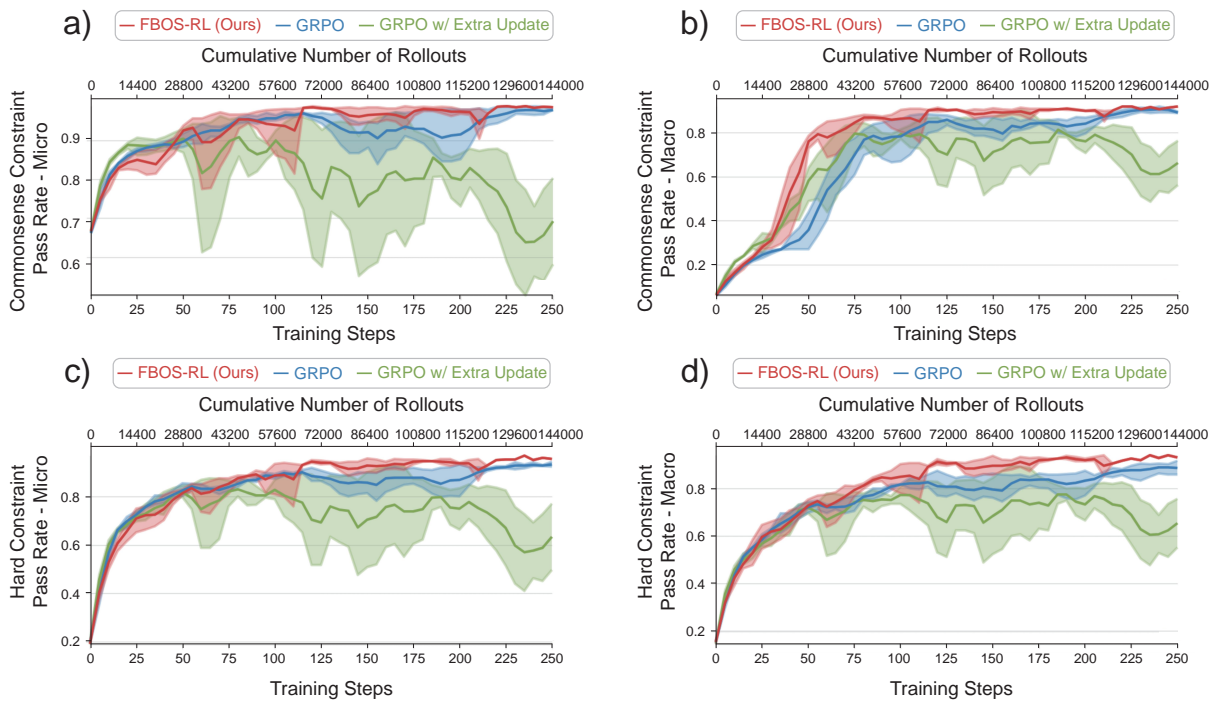 a) FBOS-RL (Ours) GRPO GRPO w/ Extra Update
Cumulative Number of Rollouts
0 14400 28800 43200 57600 72000 86400 100800 115200 129600 144000
Commonsense Constraint
Pass Rate - Micro
0.9
0.8
0.7
0.6
0 25 50 75 100 125 150 175 200 225 250
Training Steps
b) FBOS-RL (Ours) GRPO GRPO w/ Extra Update
Cumulative Number of Rollouts
0 14400 28800 43200 57600 72000 86400 100800 115200 129600 144000
Commonsense Constraint
Pass Rate - Macro
0.8
0.6
0.4
0.2
0 25 50 75 100 125 150 175 200 225 250
Training Steps
c) FBOS-RL (Ours) GRPO GRPO w/ Extra Update
Cumulative Number of Rollouts
0 14400 28800 43200 57600 72000 86400 100800 115200 129600 144000
Hard Constraint
Pass Rate - Micro
0.8
0.6
0.4
0.2
0 25 50 75 100 125 150 175 200 225 250
Training Steps
d) FBOS-RL (Ours) GRPO GRPO w/ Extra Update
Cumulative Number of Rollouts
0 14400 28800 43200 57600 72000 86400 100800 115200 129600 144000
Hard Constraint
Pass Rate - Macro
0.8
0.6
0.4
0.2
0 25 50 75 100 125 150 175 200 225 250
Training Steps